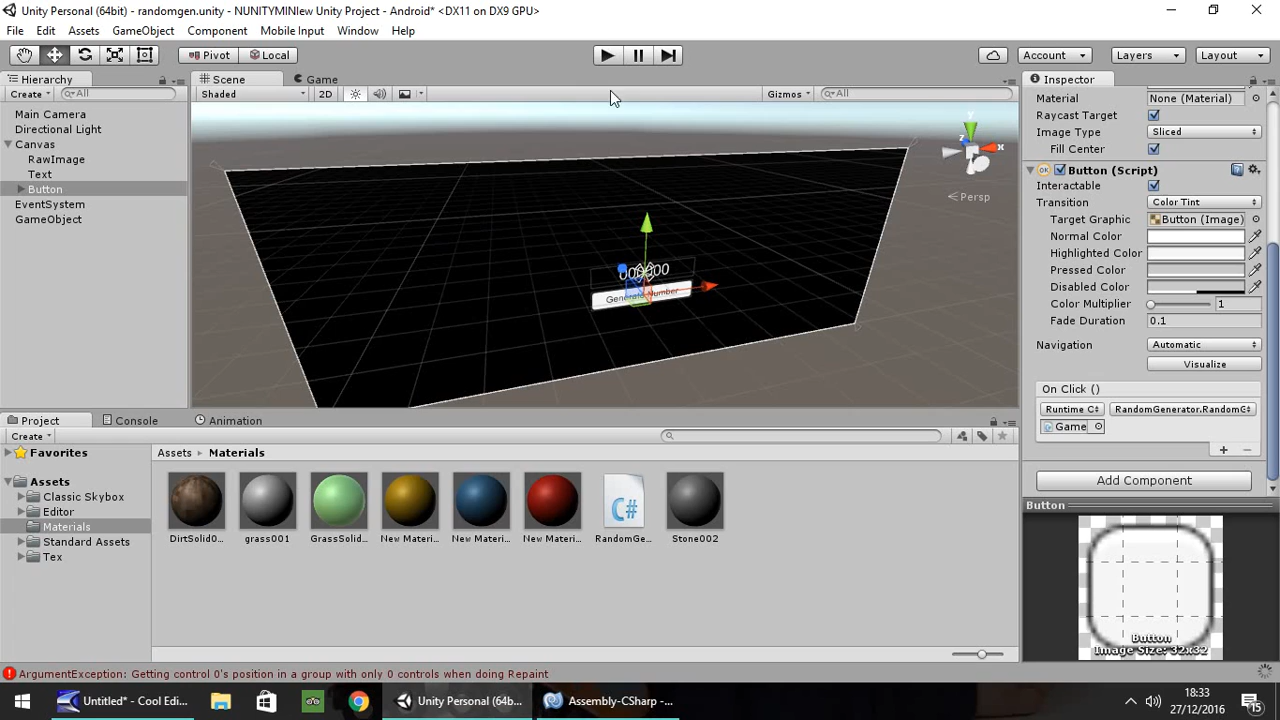 Unity Personal (64bit) - randomgen.unity - NUNITYMINIew Unity Project - Android* <DX11 on DX9 GPU>
File Edit Assets GameObject Component Mobile Input Window Help
Pivot Local Account Layers Layout
Hierarchy
Create All
Main Camera
Directional Light
Canvas
RawImage
Text
Button
EventSystem
GameObject
Scene Game
Shaded 2D Gizmos All
y
x
z
Persp
Generate Number
Inspector
Material None (Material)
Raycast Target
Image Type Sliced
Fill Center
Button (Script)
Interactable
Transition Color Tint
Target Graphic Button (Image)
Normal Color
Highlighted Color
Pressed Color
Disabled Color
Color Multiplier 1
Fade Duration 0.1
Navigation Automatic
Visualize
On Click ()
Runtime C RandomGenerator.RandomG
Game
Add Component
Button
Button
Image Size: 32x32
Project Console Animation
Create
Favorites
Assets
Classic Skybox
Editor
Materials
Standard Assets
Tex
Assets Materials
DirtSolid0... grass001 GrassSolid... New Materi... New Materi... New Materi... RandomGe... Stone002
C#
ArgumentException: Getting control 0's position in a group with only 0 controls when doing Repaint
Untitled* - Cool Edi... Unity Personal (64b... Assembly-CSharp -...
18:33
27/12/2016
15